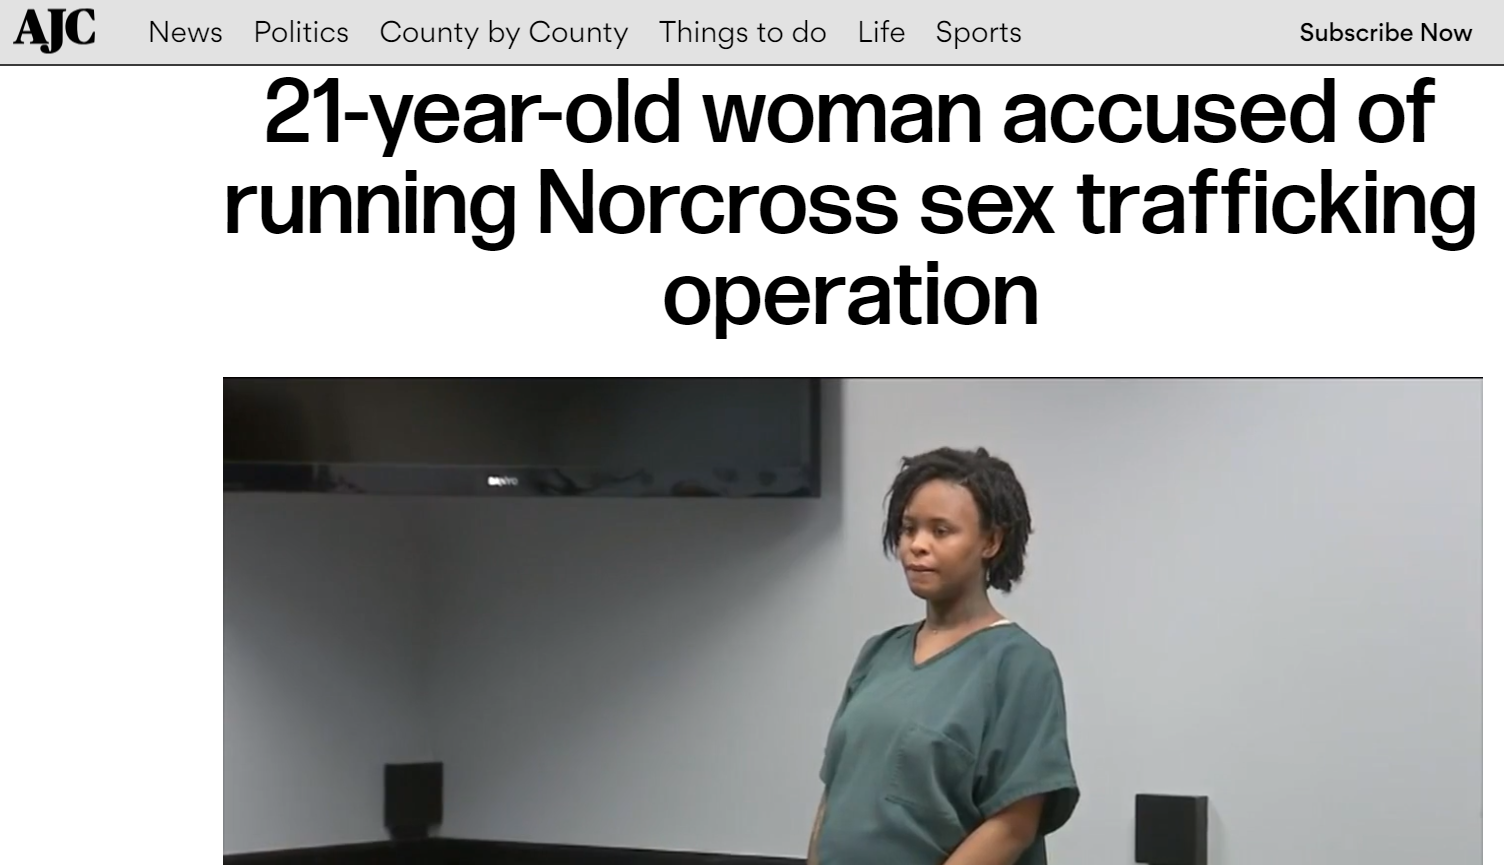 AJC News Politics County by County Things to do Life Sports Subscribe Now
21-year-old woman accused of
running Norcross sex trafficking
operation
SANYO